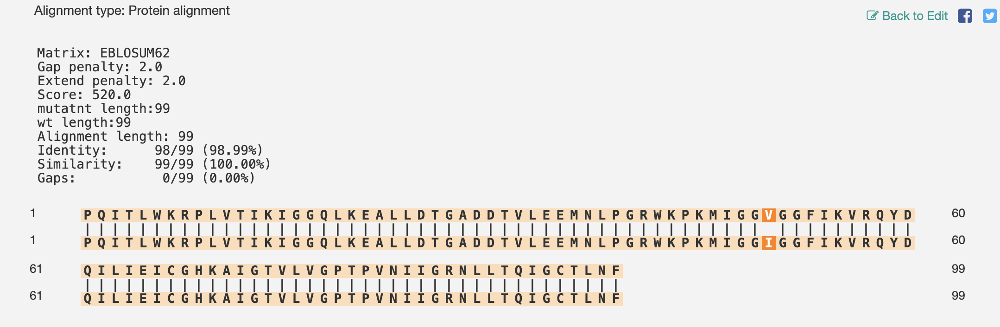 Alignment type: Protein alignment
Back to Edit
Matrix: EBLOSUM62
Gap penalty: 2.0
Extend penalty: 2.0
Score: 520.0
mutatnt length:99
wt length:99
Alignment length: 99
Identity: 98/99 (98.99%)
Similarity: 99/99 (100.00%)
Gaps: 0/99 (0.00%)
1 P Q I T L W K R P L V T I K I G G Q L K E A L L D T G A D D T V L E E M N L P G R W K P K M I G G V G G F I K V R Q Y D 60
| | | | | | | | | | | | | | | | | | | | | | | | | | | | | | | | | | | | | | | | | | | | | | | | |   | | | | | | | | | |
1 P Q I T L W K R P L V T I K I G G Q L K E A L L D T G A D D T V L E E M N L P G R W K P K M I G G I G G F I K V R Q Y D 60
61 Q I L I E I C G H K A I G T V L V G P T P V N I I G R N L L T Q I G C T L N F 99
| | | | | | | | | | | | | | | | | | | | | | | | | | | | | | | | | | | | | | |
61 Q I L I E I C G H K A I G T V L V G P T P V N I I G R N L L T Q I G C T L N F 99